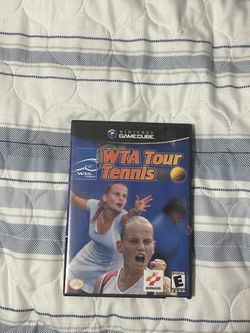 NINTENDO
GAMECUBE
WTA Tour
Tennis
WTA
KONAMI
E